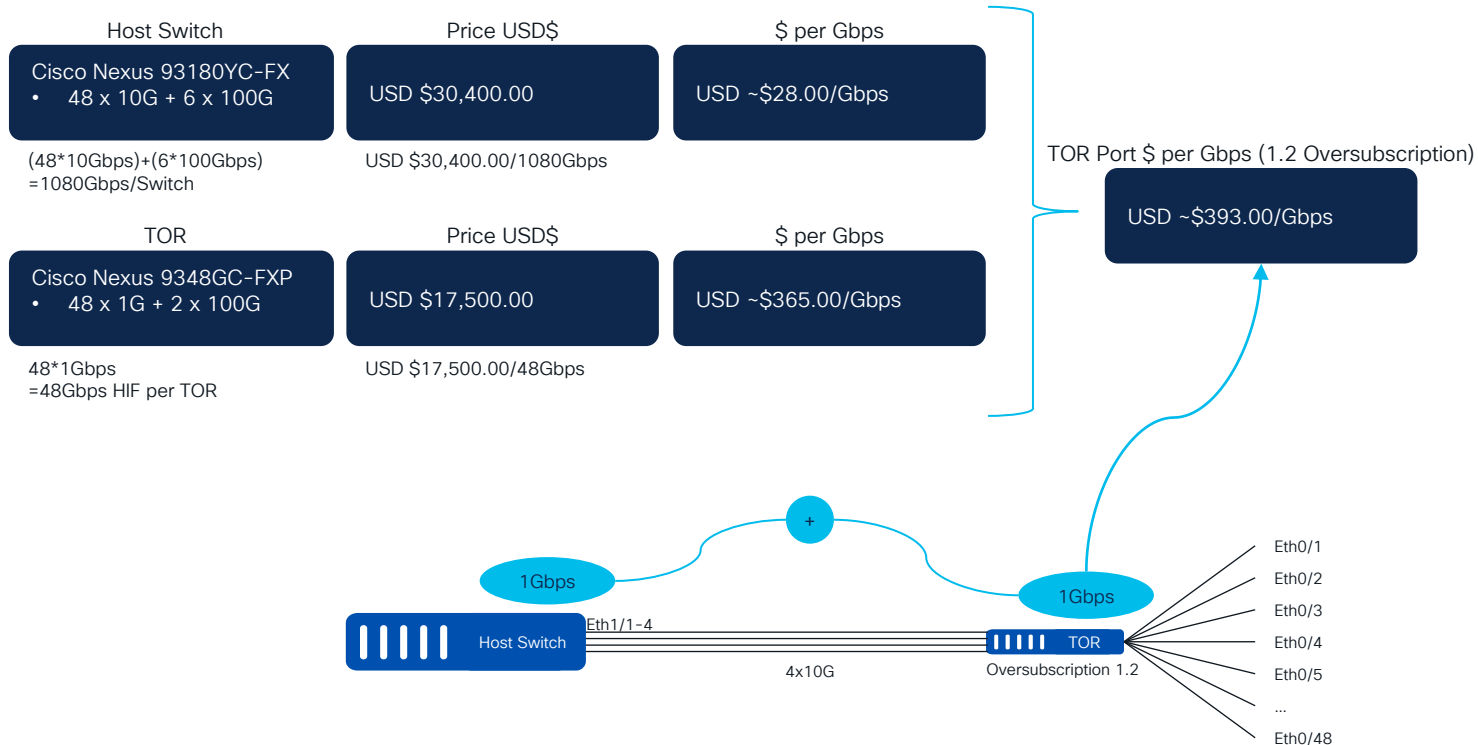 Host Switch
Price USD$
$ per Gbps
Cisco Nexus 93180YC-FX
• 48 x 10G + 6 x 100G
USD $30,400.00
USD ~$28.00/Gbps
(48*10Gbps)+(6*100Gbps)
=1080Gbps/Switch
USD $30,400.00/1080Gbps
TOR Port $ per Gbps (1.2 Oversubscription)
USD ~$393.00/Gbps
TOR
Price USD$
$ per Gbps
Cisco Nexus 9348GC-FXP
• 48 x 1G + 2 x 100G
USD $17,500.00
USD ~$365.00/Gbps
48*1Gbps
=48Gbps HIF per TOR
USD $17,500.00/48Gbps
+
1Gbps
1Gbps
Host Switch
Eth1/1-4
4x10G
TOR
Oversubscription 1.2
Eth0/1
Eth0/2
Eth0/3
Eth0/4
Eth0/5
...
Eth0/48